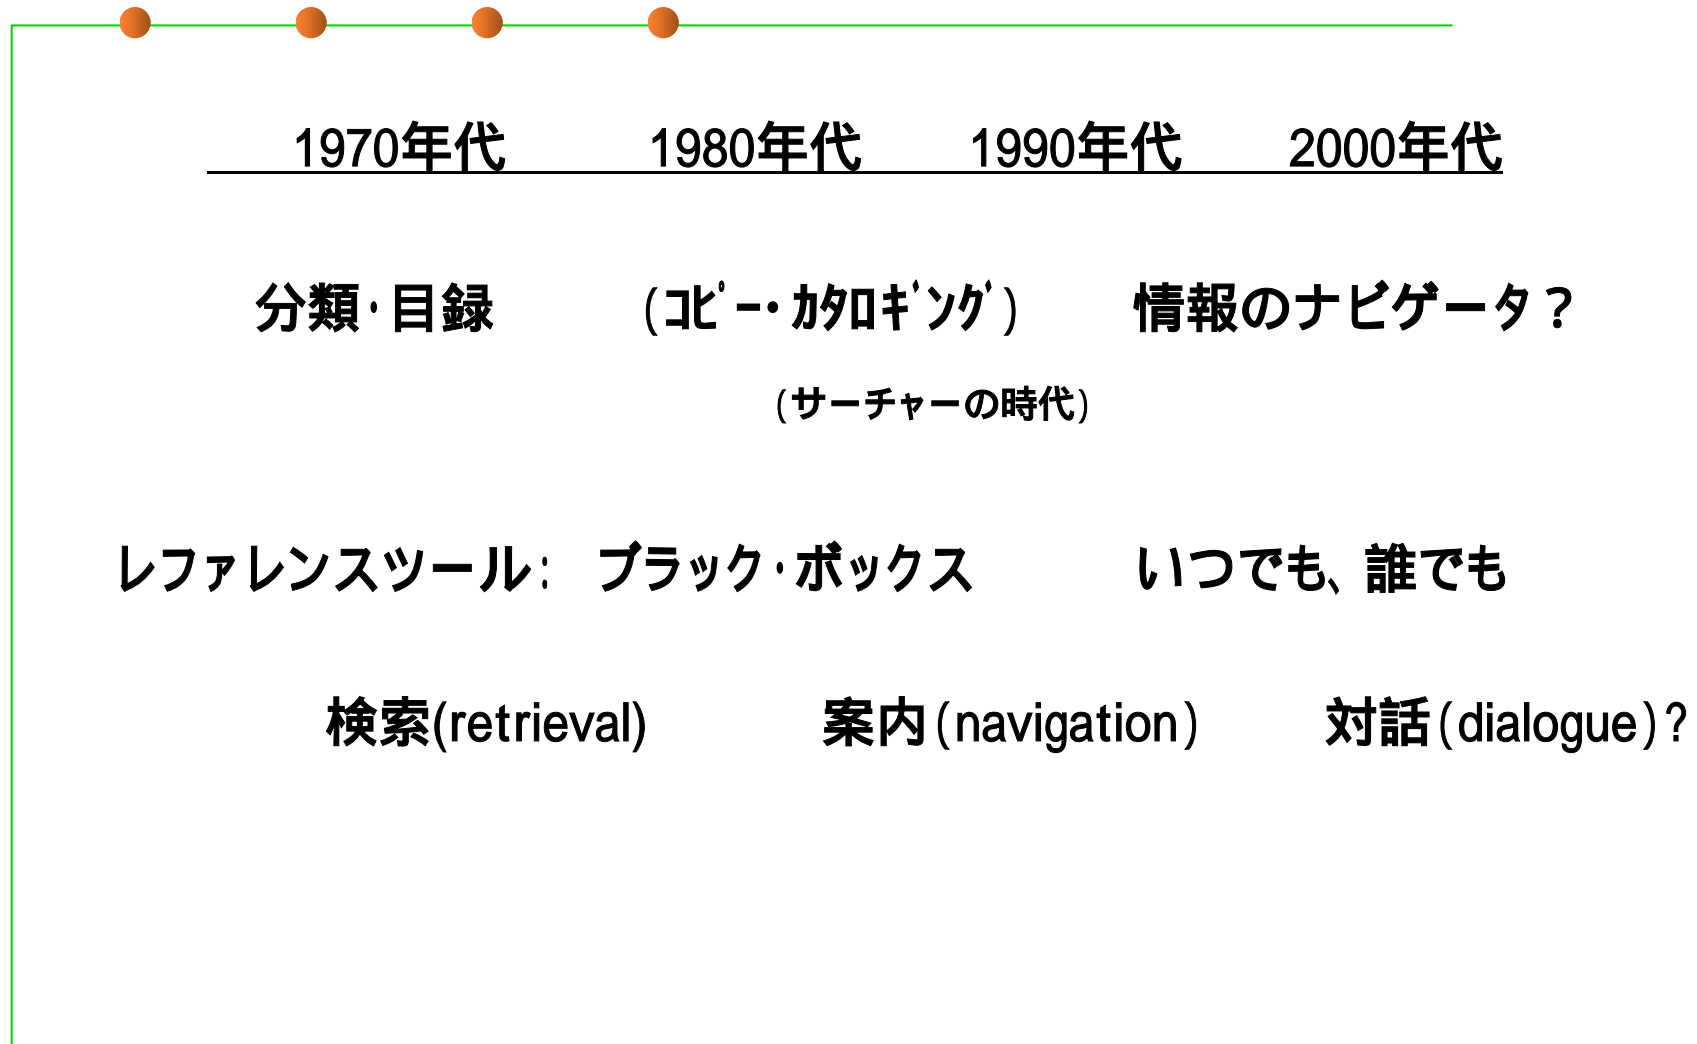 1970年代 1980年代 1990年代 2000年代
分類･目録 (ｺﾋﾟｰ･ｶﾀﾛｷﾞﾝｸﾞ) 情報のナビゲータ？
(サーチャーの時代)
レファレンスツール: ブラック･ボックス いつでも､誰でも
検索(retrieval) 案内(navigation) 対話(dialogue)?